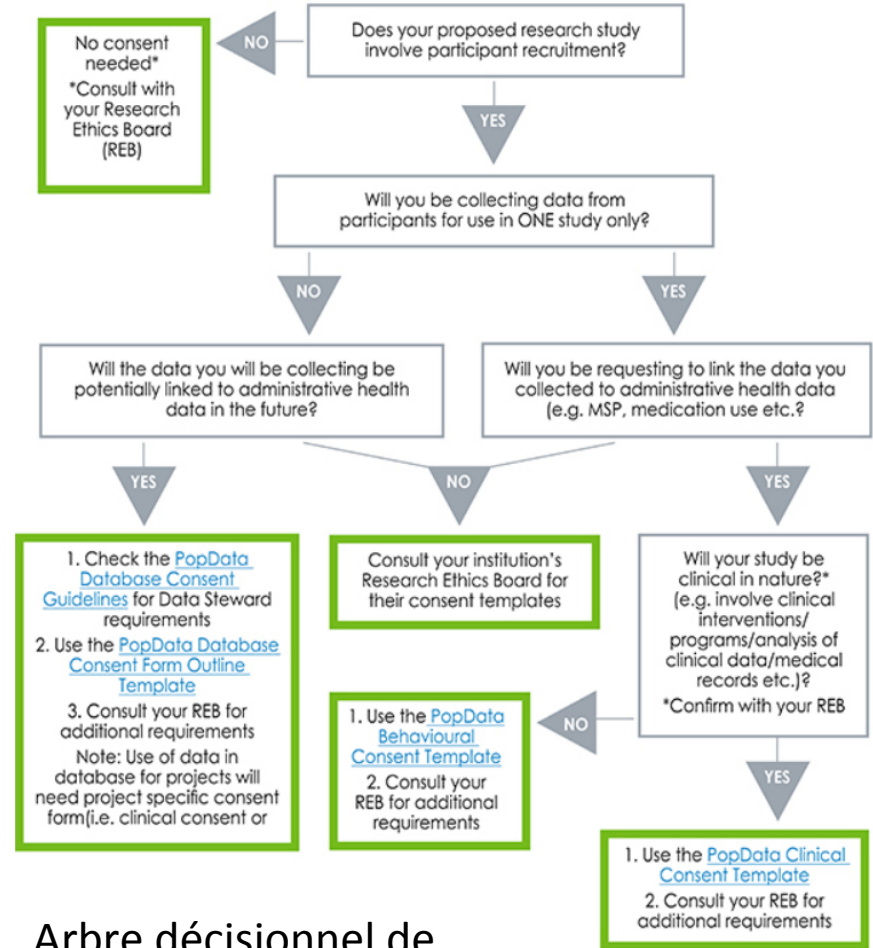 Does your proposed research study
involve participant recruitment?
NO
No consent
needed*
*Consult with
your Research
Ethics Board
(REB)
YES
Will you be collecting data from
participants for use in ONE study only?
NO
YES
Will the data you will be collecting be
potentially linked to administrative health
data in the future?
Will you be requesting to link the data you
collected to administrative health data
(e.g. MSP, medication use etc.?
YES
NO
YES
1. Check the PopData
Database Consent
Guidelines for Data Steward
requirements
2. Use the PopData Database
Consent Form Outline
Template
3. Consult your REB for
additional requirements
Note: Use of data in
database for projects will
need project specific consent
form(i.e. clinical consent or
Consult your institution's
Research Ethics Board for
their consent templates
Will your study be
clinical in nature?*
(e.g. involve clinical
interventions/
programs/analysis of
clinical data/medical
records etc.)?
*Confirm with your REB
NO
1. Use the PopData
Behavioural
Consent Template
2. Consult your
REB for additional
requirements
YES
1. Use the PopData Clinical
Consent Template
2. Consult your REB for
additional requirements
Arbre décisionnel de